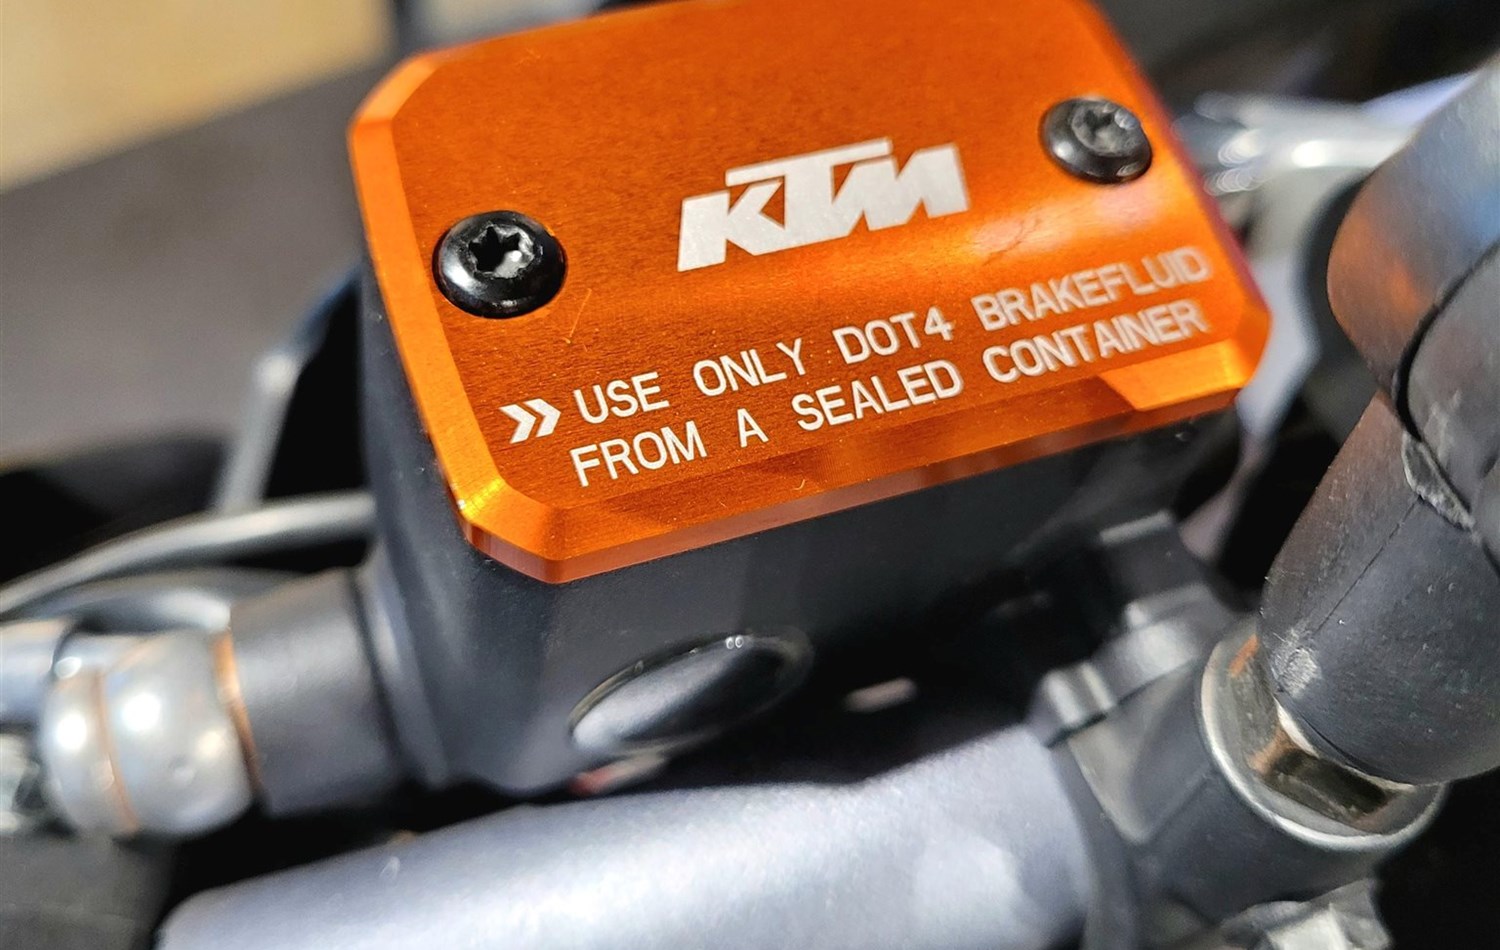 KTM
» USE ONLY DOT4 BRAKEFLUID
FROM A SEALED CONTAINER